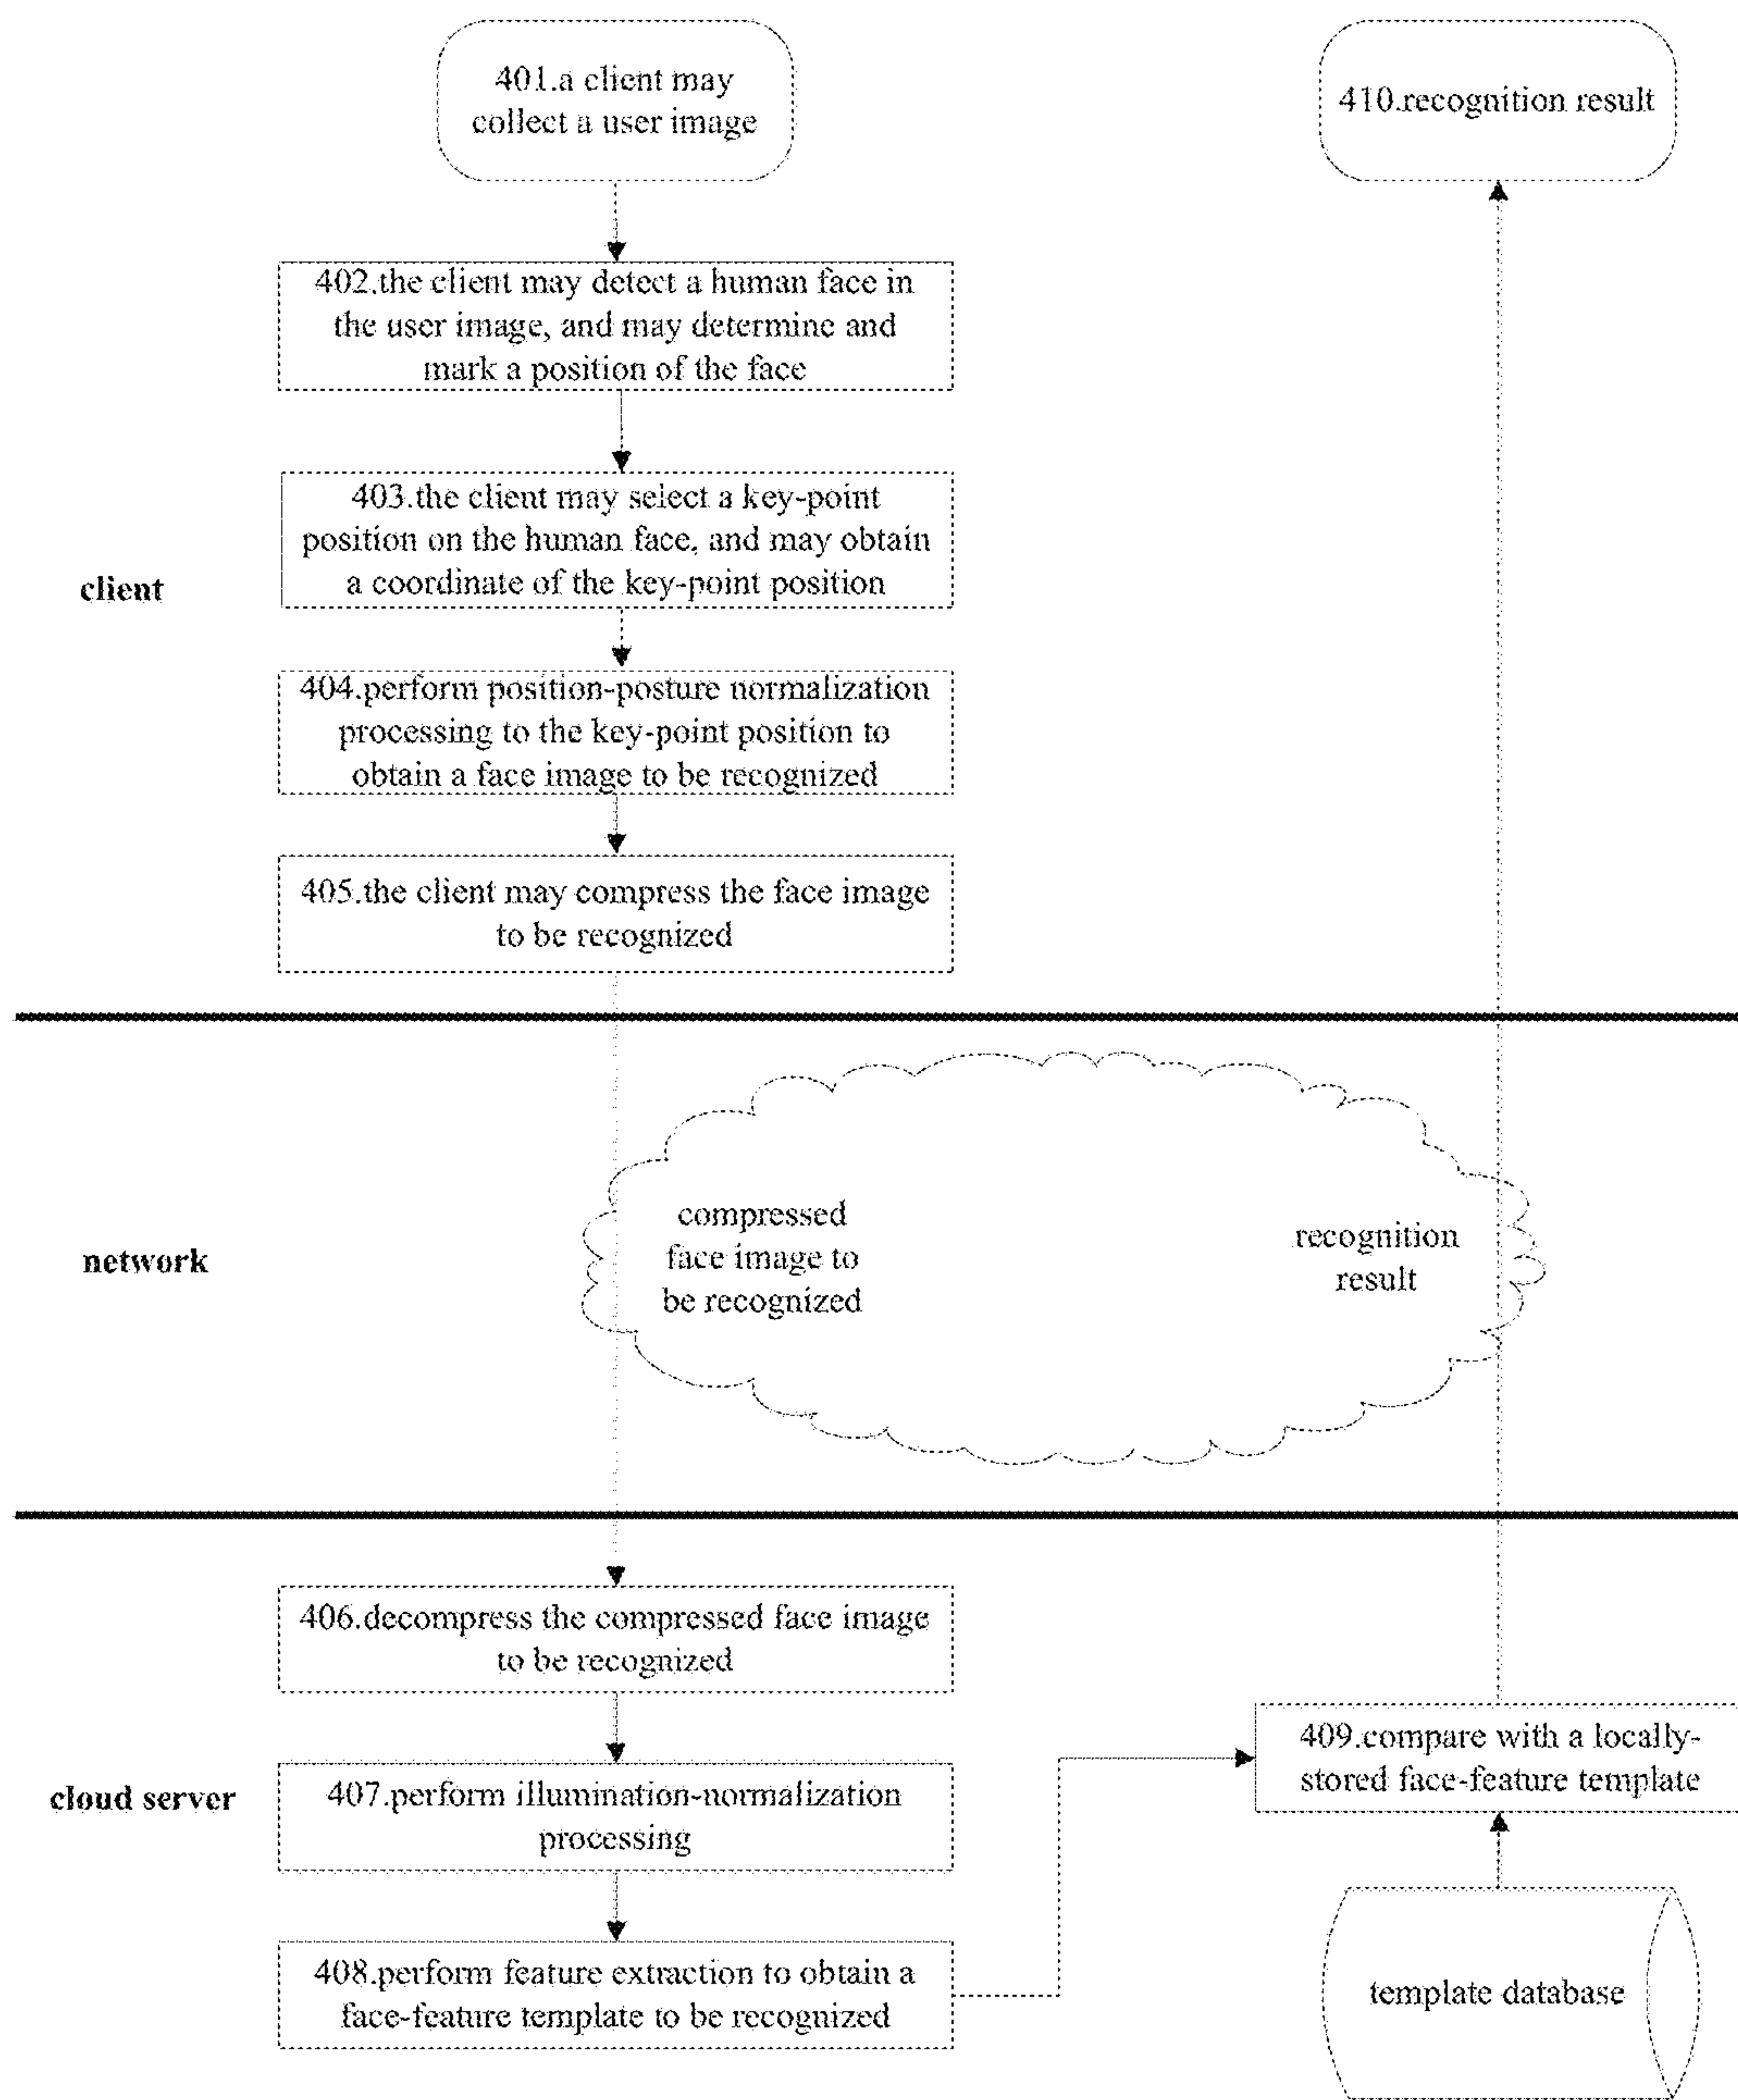 401.a client may
collect a user image
410.recognition result
402.the client may detect a human face in
the user image, and may determine and
mark a position of the face
403.the client may select a key-point
position on the human face, and may obtain
a coordinate of the key-point position
client
404.perform position-posture normalization
processing to the key-point position to
obtain a face image to be recognized
405.the client may compress the face image
to be recognized
network
compressed
face image to
be recognized
recognition
result
406.decompress the compressed face image
to be recognized
cloud server
407.perform illumination-normalization
processing
408.perform feature extraction to obtain a
face-feature template to be recognized
409.compare with a locally-
stored face-feature template
template database